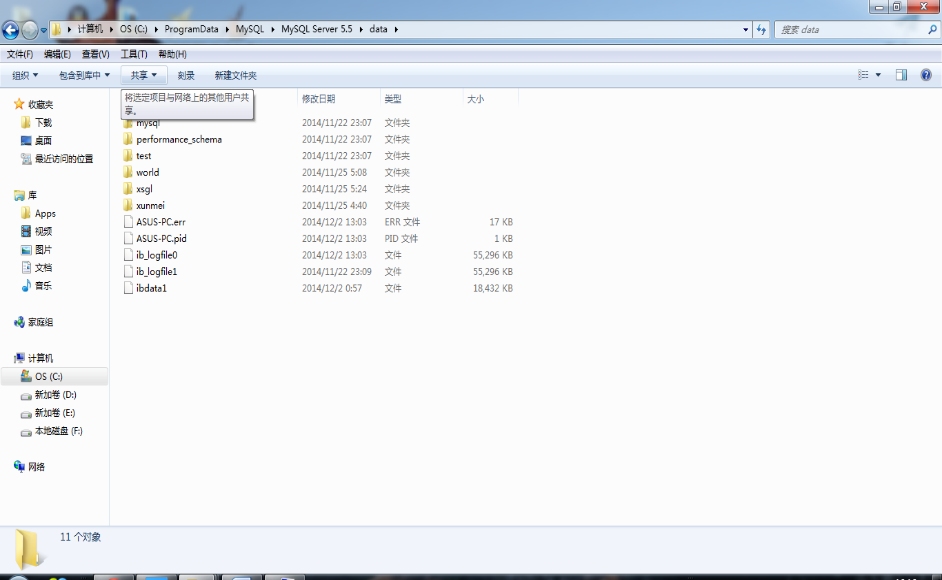 计算机 OS (C:) ProgramData MySQL MySQL Server 5.5 data 搜索 data
文件(F) 编辑(E) 查看(V) 工具(T) 帮助(H)
组织 包含到库中 共享 刻录 新建文件夹
将选定项目与网络上的其他用户共享。
修改日期 类型 大小
mysql 2014/11/22 23:07 文件夹
performance_schema 2014/11/22 23:07 文件夹
test 2014/11/22 23:07 文件夹
world 2014/11/25 5:08 文件夹
xsgl 2014/11/25 5:24 文件夹
xunmei 2014/11/25 4:40 文件夹
ASUS-PC.err 2014/12/2 13:03 ERR 文件 17 KB
ASUS-PC.pid 2014/12/2 13:03 PID 文件 1 KB
ib_logfile0 2014/12/2 13:03 文件 55,296 KB
ib_logfile1 2014/11/22 23:09 文件 55,296 KB
ibdata1 2014/12/2 0:57 文件 18,432 KB
收藏夹
下载
桌面
最近访问的位置
库
Apps
视频
图片
文档
音乐
家庭组
计算机
OS (C:)
新加卷 (D:)
新加卷 (E:)
本地磁盘 (F:)
网络
11 个对象